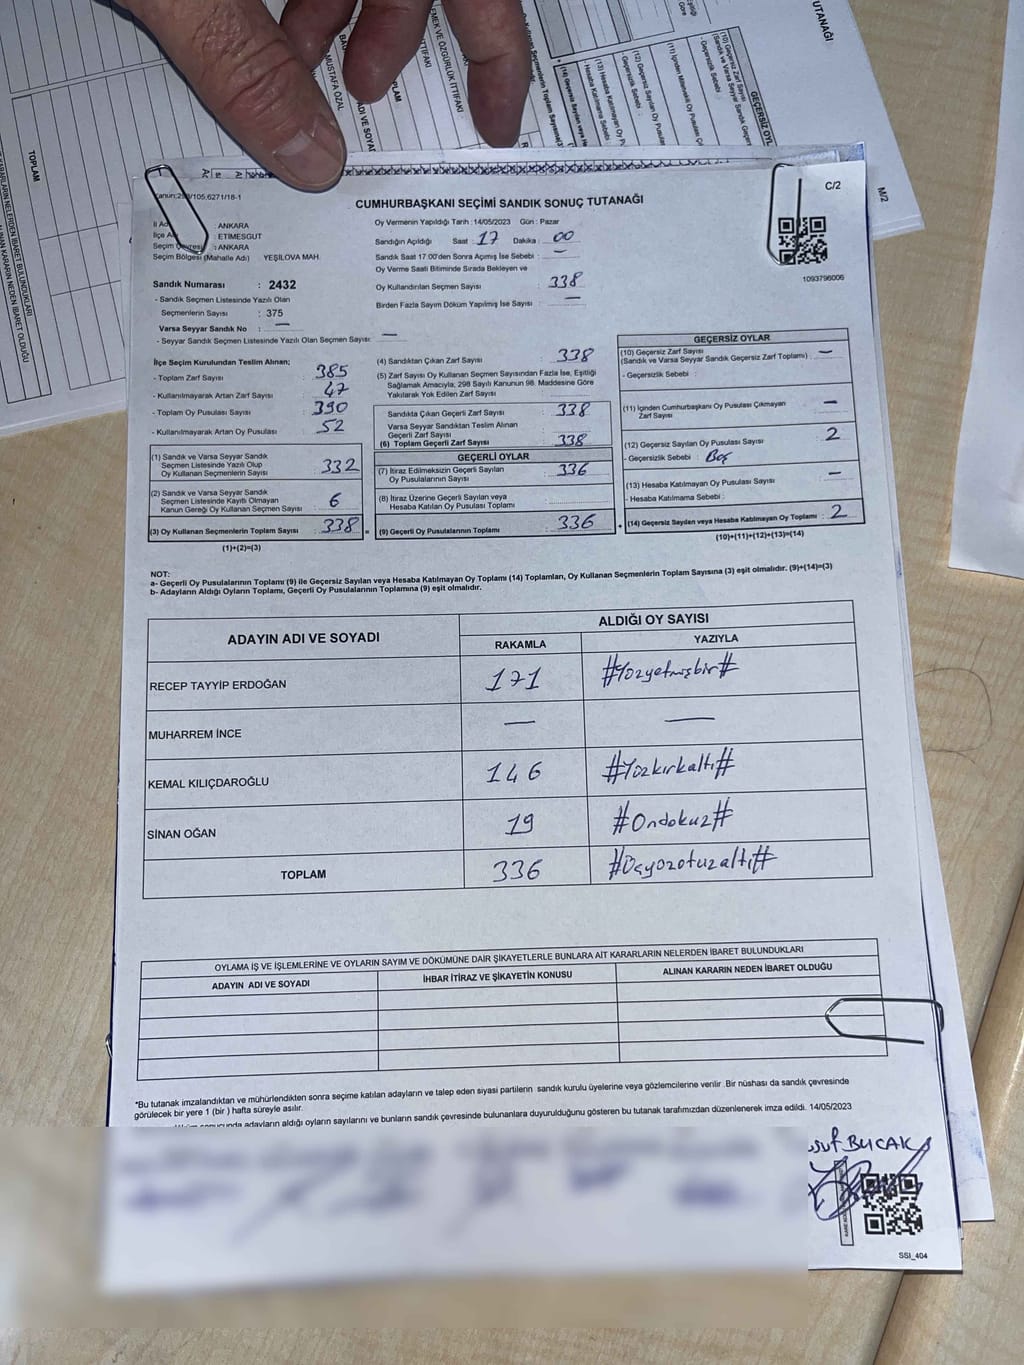 C/2
Kanun:298/105;6271/18-1
CUMHURBAŞKANI SEÇİMİ SANDIK SONUÇ TUTANAĞI
İl Ad : ANKARA
İlçe A : ETIMESGUT
Seçim Çevresi : ANKARA
Seçim Bölgesi (Mahalle Adı) YEŞİLOVA MAH.
Oy Vermenin Yapıldığı Tarih : 14/05/2023 Gün : Pazar
Sandığın Açıldığı Saat : 17 Dakika : 00
Sandık Saat 17.00'den Sonra Açımış İse Sebebi : —
Oy Verme Saati Bitiminde Sırada Bekleyen ve
Oy Kullandırılan Seçmen Sayısı : 338
Birden Fazla Sayım Döküm Yapılmış İse Sayısı : —
1093796006
Sandık Numarası : 2432
- Sandık Seçmen Listesinde Yazılı Olan
Seçmenlerin Sayısı : 375
Varsa Seyyar Sandık No : —
- Seyyar Sandık Seçmen Listesinde Yazılı Olan Seçmen Sayısı: —
İlçe Seçim Kurulundan Teslim Alınan;
- Toplam Zarf Sayısı : 385
- Kullanılmayarak Artan Zarf Sayısı : 47
- Toplam Oy Pusulası Sayısı : 390
- Kullanılmayarak Artan Oy Pusulası : 52
(1) Sandık ve Varsa Seyyar Sandık
Seçmen Listesinde Yazılı Olup
Oy Kullanan Seçmenlerin Sayısı : 332
(2) Sandık ve Varsa Seyyar Sandık
Seçmen Listesinde Kayıtlı Olmayan
Kanun Gereği Oy Kullanan Seçmen Sayısı : 6
(3) Oy Kullanan Seçmenlerin Toplam Sayısı : 338 =
(1)+(2)=(3)
(4) Sandıktan Çıkan Zarf Sayısı : 338
(5) Zarf Sayısı Oy Kullanan Seçmen Sayısından Fazla İse, Eşitliği
Sağlamak Amacıyla, 298 Sayılı Kanunun 98. Maddesine Göre
Yakılarak Yok Edilen Zarf Sayısı :
Sandıkta Çıkan Geçerli Zarf Sayısı : 338
Varsa Seyyar Sandıktan Teslim Alınan
Geçerli Zarf Sayısı :
(6) Toplam Geçerli Zarf Sayısı : 338
GEÇERLİ OYLAR
(7) İtiraz Edilmeksizin Geçerli Sayılan
Oy Pusulalarının Sayısı : 336
(8) İtiraz Üzerine Geçerli Sayılan veya
Hesaba Katılan Oy Pusulası Toplamı :
(9) Geçerli Oy Pusulalarının Toplamı : 336 +
GEÇERSİZ OYLAR
(10) Geçersiz Zarf Sayısı : —
(Sandık ve Varsa Seyyar Sandık Geçersiz Zarf Toplamı)
- Geçersizlik Sebebi :
(11) İçinden Cumhurbaşkanı Oy Pusulası Çıkmayan
Zarf Sayısı : —
(12) Geçersiz Sayılan Oy Pusulası Sayısı : 2
- Geçersizlik Sebebi : Boş
(13) Hesaba Katılmayan Oy Pusulası Sayısı : —
- Hesaba Katılmama Sebebi :
(14) Geçersiz Sayılan veya Hesaba Katılmayan Oy Toplamı : 2
(10)+(11)+(12)+(13)=(14)
NOT:
a- Geçerli Oy Pusulalarının Toplamı (9) ile Geçersiz Sayılan veya Hesaba Katılmayan Oy Toplamı (14) Toplamları, Oy Kullanan Seçmenlerin Toplam Sayısına (3) eşit olmalıdır. (9)+(14)=(3)
b- Adayların Aldığı Oyların Toplamı, Geçerli Oy Pusulalarının Toplamına (9) eşit olmalıdır.
ADAYIN ADI VE SOYADI
ALDIĞI OY SAYISI
RAKAMLA YAZIYLA
RECEP TAYYİP ERDOĞAN 171 #Yüzyetmişbir#
MUHARREM İNCE — —
KEMAL KILIÇDAROĞLU 146 #Yüzkırkaltı#
SİNAN OĞAN 19 #Ondokuz#
TOPLAM 336 #Üçyüzotuzaltı#
OYLAMA İŞ VE İŞLEMLERİNE VE OYLARIN SAYIM VE DÖKÜMÜNE DAİR ŞİKAYETLERLE BUNLARA AİT KARARLARIN NELERDEN İBARET BULUNDUKLARI
ADAYIN ADI VE SOYADI İHBAR İTİRAZ VE ŞİKAYETİN KONUSU ALINAN KARARIN NEDEN İBARET OLDUĞU
*Bu tutanak imzalandıktan ve mühürlendikten sonra seçime katılan adayların ve talep eden siyasi partilerin sandık kurulu üyelerine veya gözlemcilerine verilir. Bir nüshası da sandık çevresinde
görülecek bir yere 1 (bir) hafta süreyle asılır.
sonucunda adayların aldığı oyların sayılarını ve bunların sandık çevresinde bulunanlara duyurulduğunu gösteren bu tutanak tarafımızdan düzenlenerek imza edildi. 14/05/2023
usuf BUCAK
SSI_404
TUTANAĞI
M/2
TOPLAM
MUSTAFA ÖZAL
EMEK VE ÖZGÜRLÜK İTTİFAKI